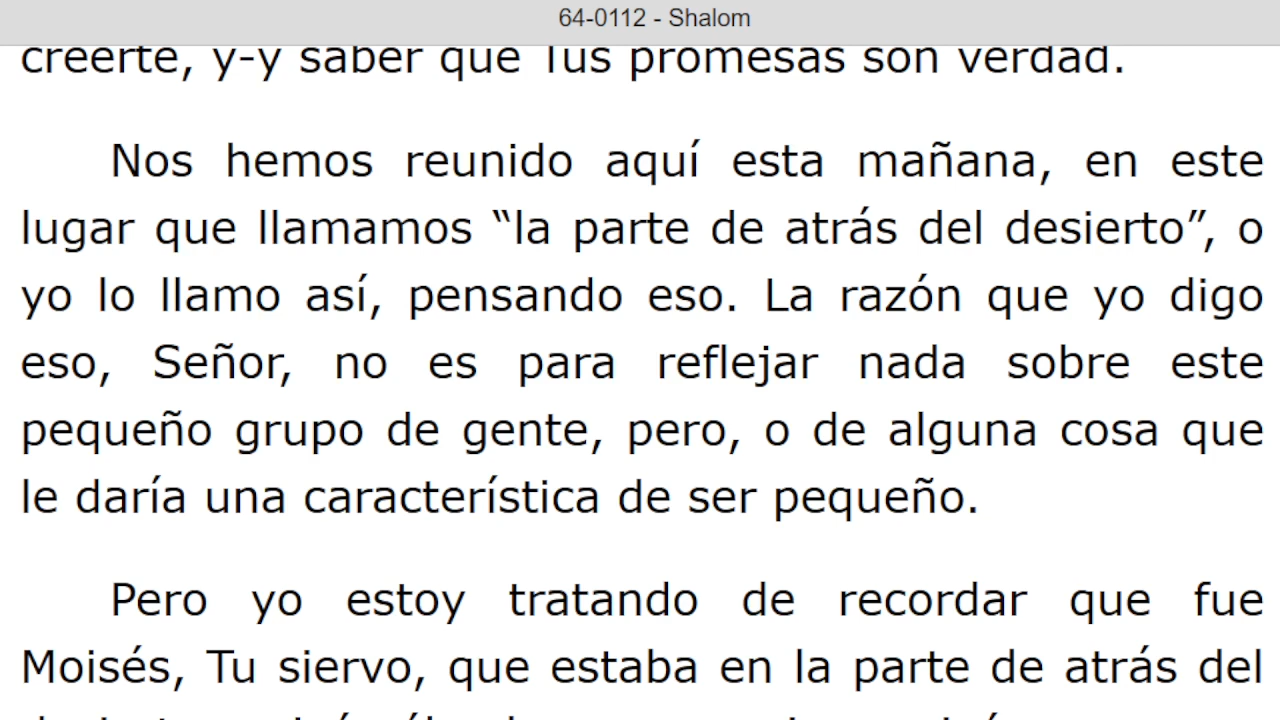 64-0112 - Shalom
creerte, y-y saber que Tus promesas son verdad.
Nos hemos reunido aquí esta mañana, en este
lugar que llamamos “la parte de atrás del desierto”, o
yo lo llamo así, pensando eso. La razón que yo digo
eso, Señor, no es para reflejar nada sobre este
pequeño grupo de gente, pero, o de alguna cosa que
le daría una característica de ser pequeño.
Pero yo estoy tratando de recordar que fue
Moisés, Tu siervo, que estaba en la parte de atrás del